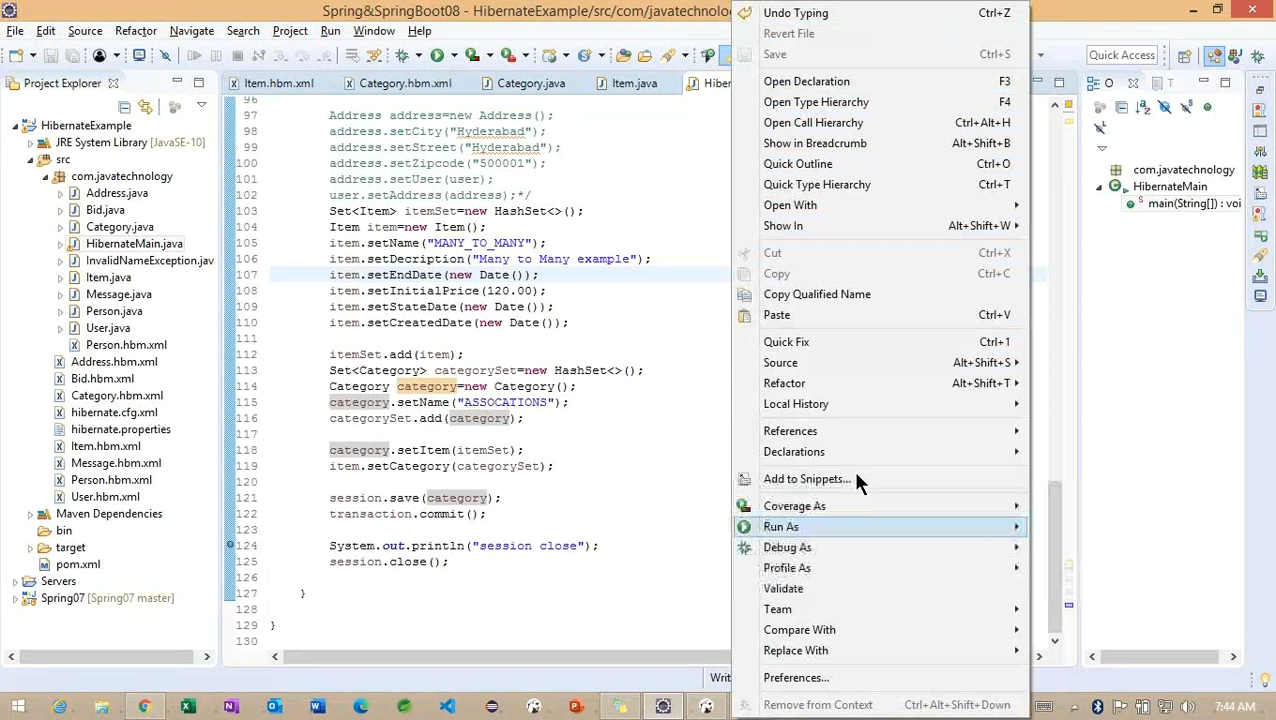 Spring&SpringBoot08 - HibernateExample/src/com/javatechnolo
File Edit Source Refactor Navigate Search Project Run Window
Quick Access
Project Explorer
HibernateExample
JRE System Library [JavaSE-10]
src
com.javatechnology
Address.java
Bid.java
Category.java
HibernateMain.java
InvalidNameException.jav
Item.java
Message.java
Person.java
User.java
Person.hbm.xml
Address.hbm.xml
Bid.hbm.xml
Category.hbm.xml
hibernate.cfg.xml
hibernate.properties
Item.hbm.xml
Message.hbm.xml
Person.hbm.xml
User.hbm.xml
Maven Dependencies
bin
target
pom.xml
Servers
Spring07 [Spring07 master]
Item.hbm.xml Category.hbm.xml Category.java Item.java Hiber
96
97 Address address=new Address();
98 address.setCity("Hyderabad");
99 address.setStreet("Hyderabad");
100 address.setZipcode("500001");
101 address.setUser(user);
102 user.setAddress(address);*/
103 Set<Item> itemSet=new HashSet<>();
104 Item item=new Item();
105 item.setName("MANY_TO_MANY");
106 item.setDecription("Many to Many example");
107 item.setEndDate(new Date());
108 item.setInitialPrice(120.00);
109 item.setStateDate(new Date());
110 item.setCreatedDate(new Date());
111
112 itemSet.add(item);
113 Set<Category> categorySet=new HashSet<>();
114 Category category=new Category();
115 category.setName("ASSOCATIONS");
116 categorySet.add(category);
117
118 category.setItem(itemSet);
119 item.setCategory(categorySet);
120
121 session.save(category);
122 transaction.commit();
123
124 System.out.println("session close");
125 session.close();
126
127 }
128
129 }
130
Writ
Undo Typing Ctrl+Z
Revert File
Save Ctrl+S
Open Declaration F3
Open Type Hierarchy F4
Open Call Hierarchy Ctrl+Alt+H
Show in Breadcrumb Alt+Shift+B
Quick Outline Ctrl+O
Quick Type Hierarchy Ctrl+T
Open With
Show In Alt+Shift+W
Cut Ctrl+X
Copy Ctrl+C
Copy Qualified Name
Paste Ctrl+V
Quick Fix Ctrl+1
Source Alt+Shift+S
Refactor Alt+Shift+T
Local History
References
Declarations
Add to Snippets...
Coverage As
Run As
Debug As
Profile As
Validate
Team
Compare With
Replace With
Preferences...
Remove from Context Ctrl+Alt+Shift+Down
O T
com.javatechnology
HibernateMain
main(String[]) : voi
7:44 AM